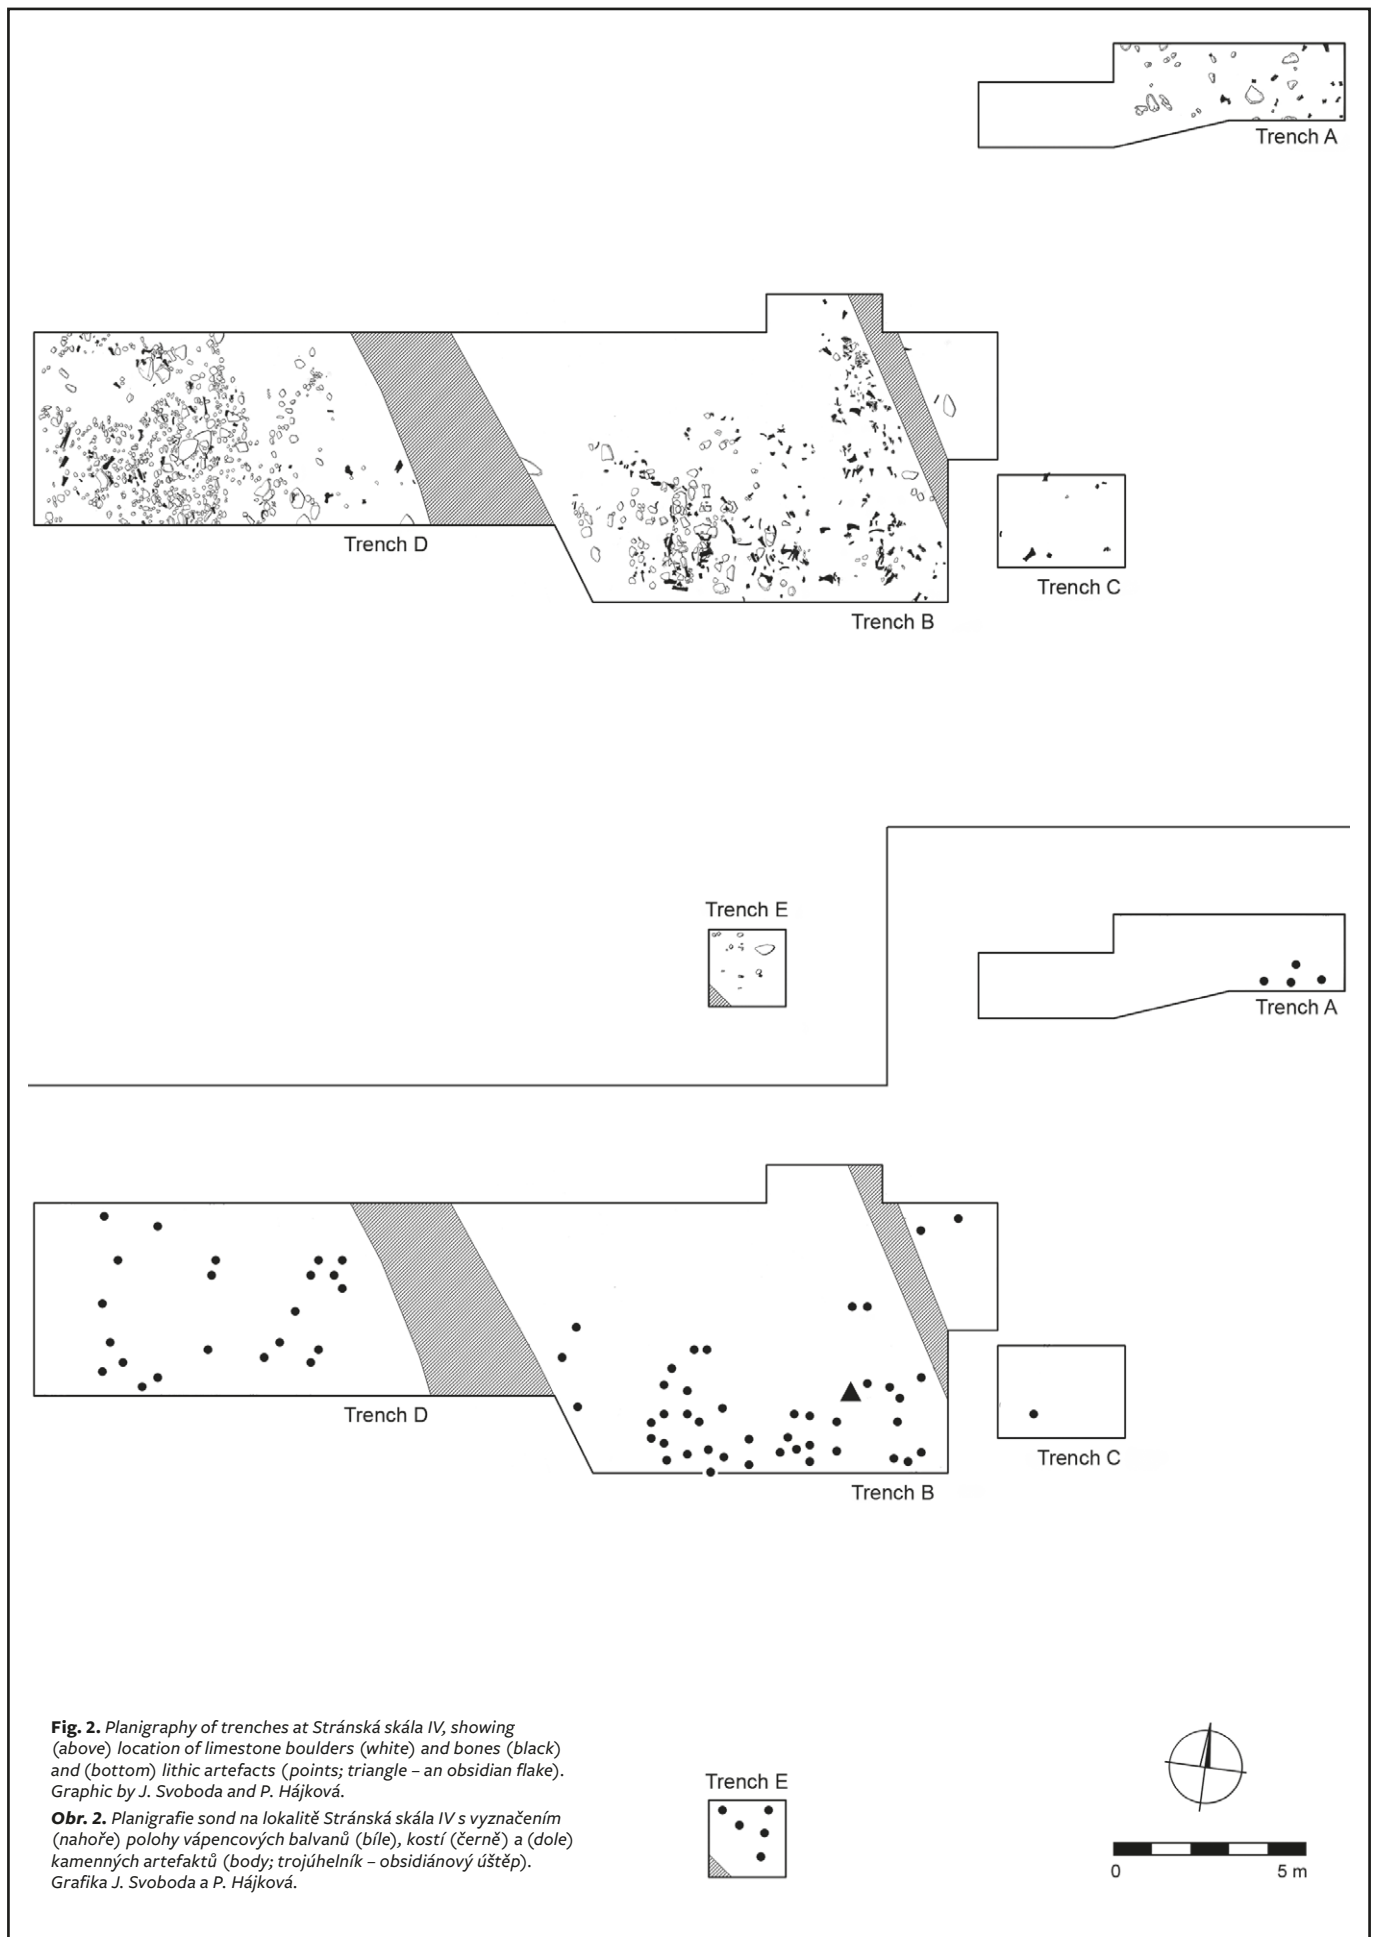 Trench A
Trench D
Trench C
Trench B
Trench E
Trench A
Trench D
Trench C
Trench B
Fig. 2. Planigraphy of trenches at Stránská skála IV, showing
(above) location of limestone boulders (white) and bones (black)
and (bottom) lithic artefacts (points; triangle – an obsidian flake).
Graphic by J. Svoboda and P. Hájková.
Obr. 2. Planigrafie sond na lokalitě Stránská skála IV s vyznačením
(nahoře) polohy vápencových balvanů (bíle), kostí (černě) a (dole)
kamenných artefaktů (body; trojúhelník – obsidiánový úštěp).
Grafika J. Svoboda a P. Hájková.
Trench E
0 5 m